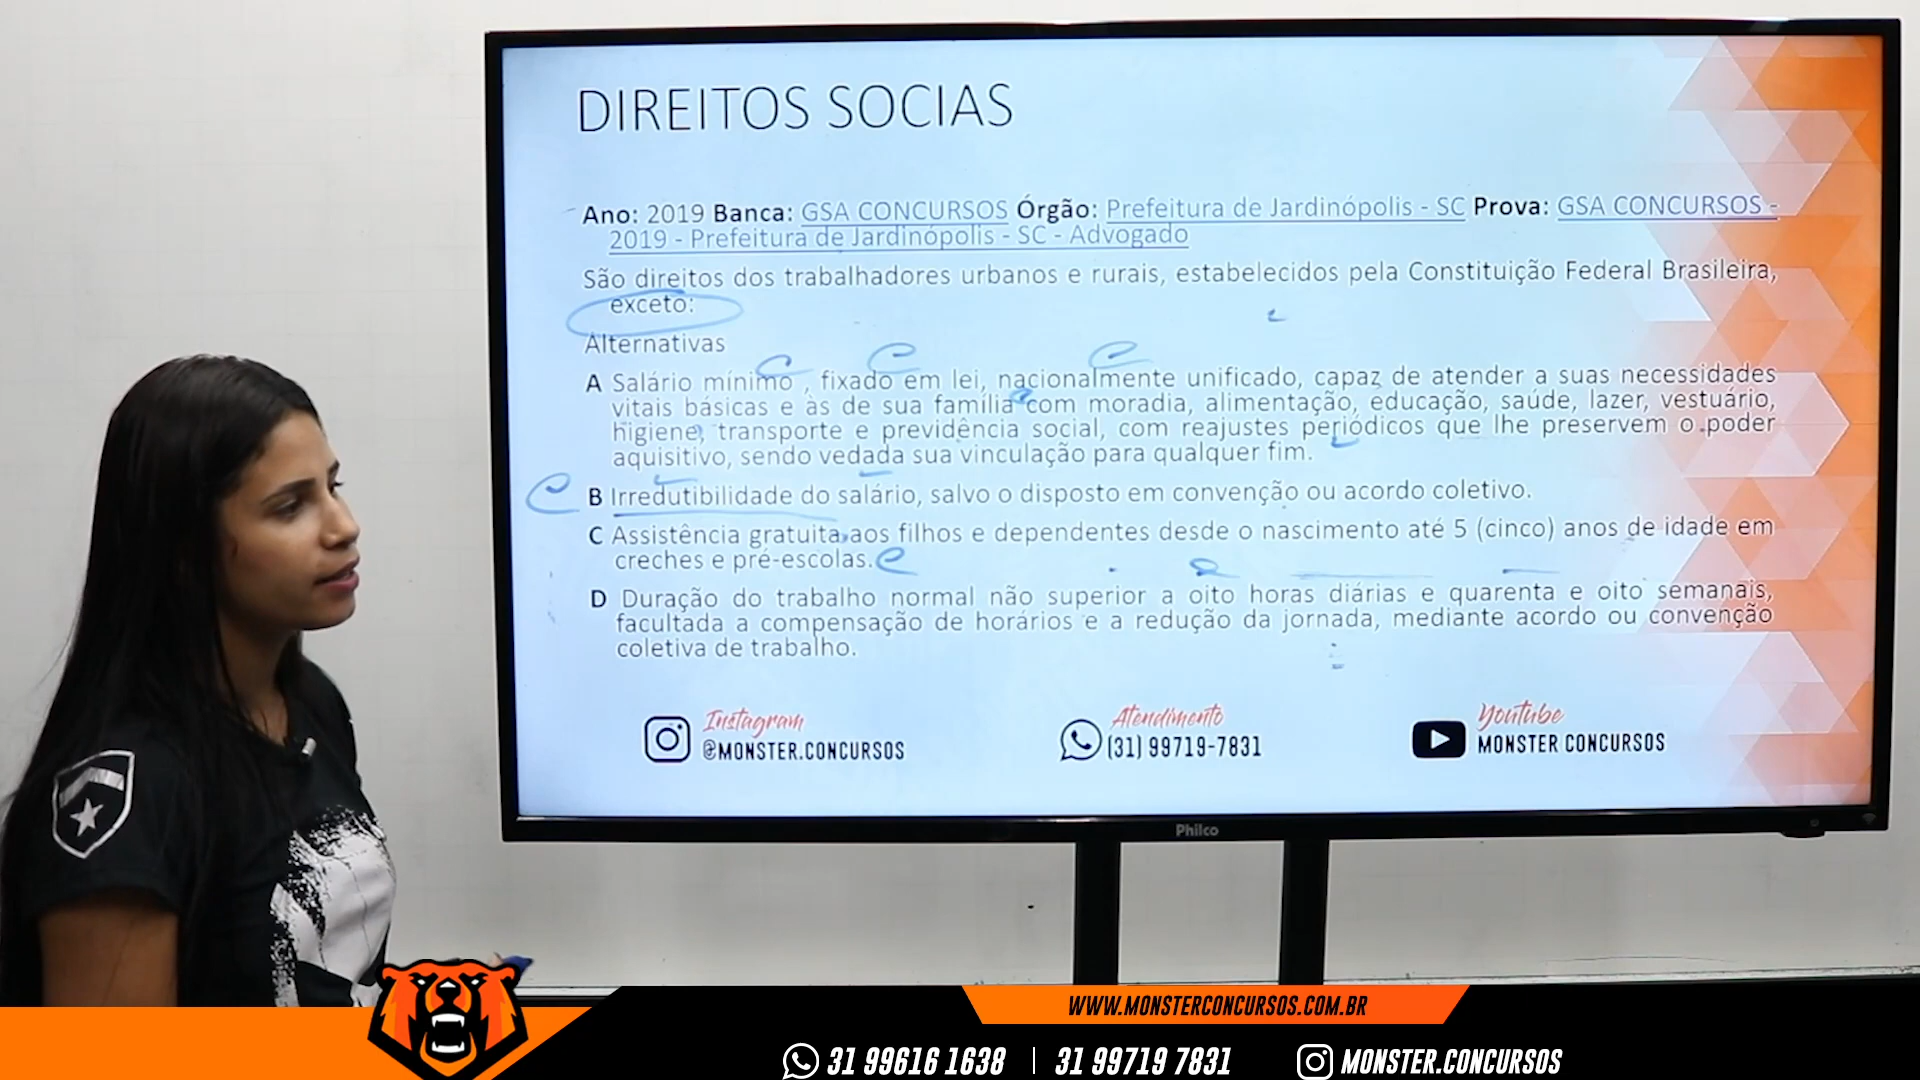 DIREITOS SOCIAS
Ano: 2019 Banca: GSA CONCURSOS Órgão: Prefeitura de Jardinópolis - SC Prova: GSA CONCURSOS -
2019 - Prefeitura de Jardinópolis - SC - Advogado
São direitos dos trabalhadores urbanos e rurais, estabelecidos pela Constituição Federal Brasileira,
exceto:
Alternativas
A Salário mínimo , fixado em lei, nacionalmente unificado, capaz de atender a suas necessidades
vitais básicas e às de sua família com moradia, alimentação, educação, saúde, lazer, vestuário,
higiene, transporte e previdência social, com reajustes periódicos que lhe preservem o poder
aquisitivo, sendo vedada sua vinculação para qualquer fim.
B Irredutibilidade do salário, salvo o disposto em convenção ou acordo coletivo.
C Assistência gratuita aos filhos e dependentes desde o nascimento até 5 (cinco) anos de idade em
creches e pré-escolas.
D Duração do trabalho normal não superior a oito horas diárias e quarenta e oito semanais,
facultada a compensação de horários e a redução da jornada, mediante acordo ou convenção
coletiva de trabalho.
Instagram
@MONSTER.CONCURSOS
Atendimento
(31) 99719-7831
Youtube
MONSTER CONCURSOS
Philco
WWW.MONSTERCONCURSOS.COM.BR
31 99616 1638 | 31 99719 7831
MONSTER.CONCURSOS